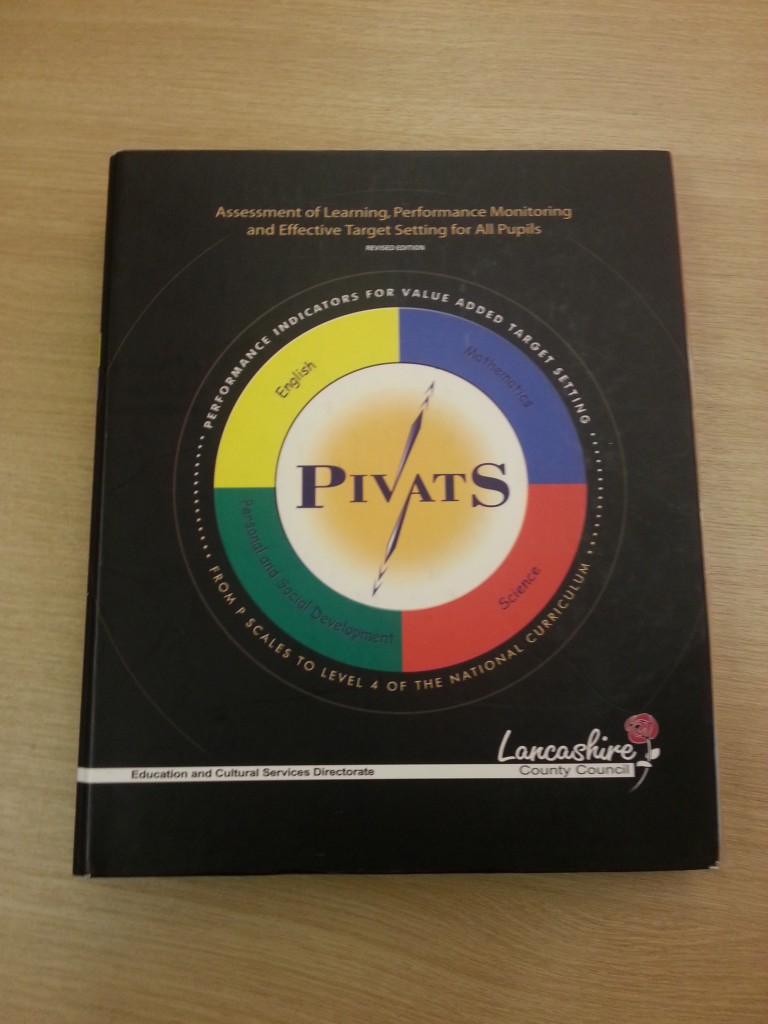 Assessment of Learning, Performance Monitoring
and Effective Target Setting for All Pupils
REVISED EDITION
PERFORMANCE INDICATORS FOR VALUE ADDED TARGET SETTING
English
Mathematics
PIVATS
Personal and Social Development
Science
FROM P SCALES TO LEVEL 4 OF THE NATIONAL CURRICULUM
Lancashire
County Council
Education and Cultural Services Directorate